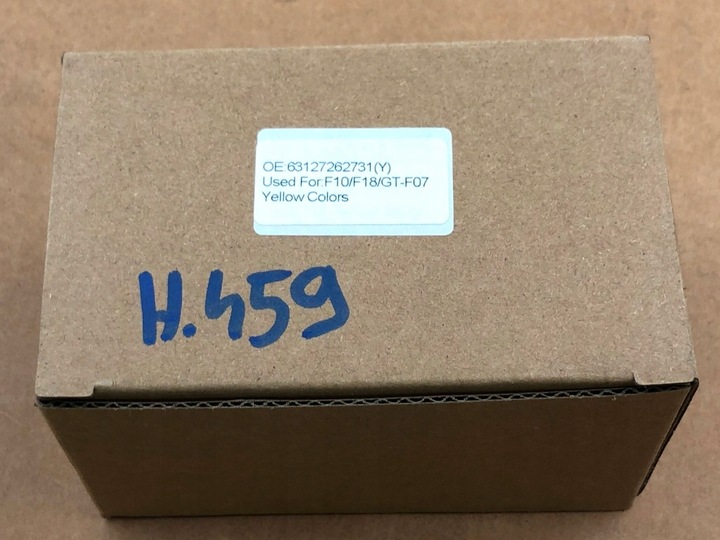 OE 63127262731(Y)
Used For:F10/F18/GT-F07
Yellow Colors
H.459